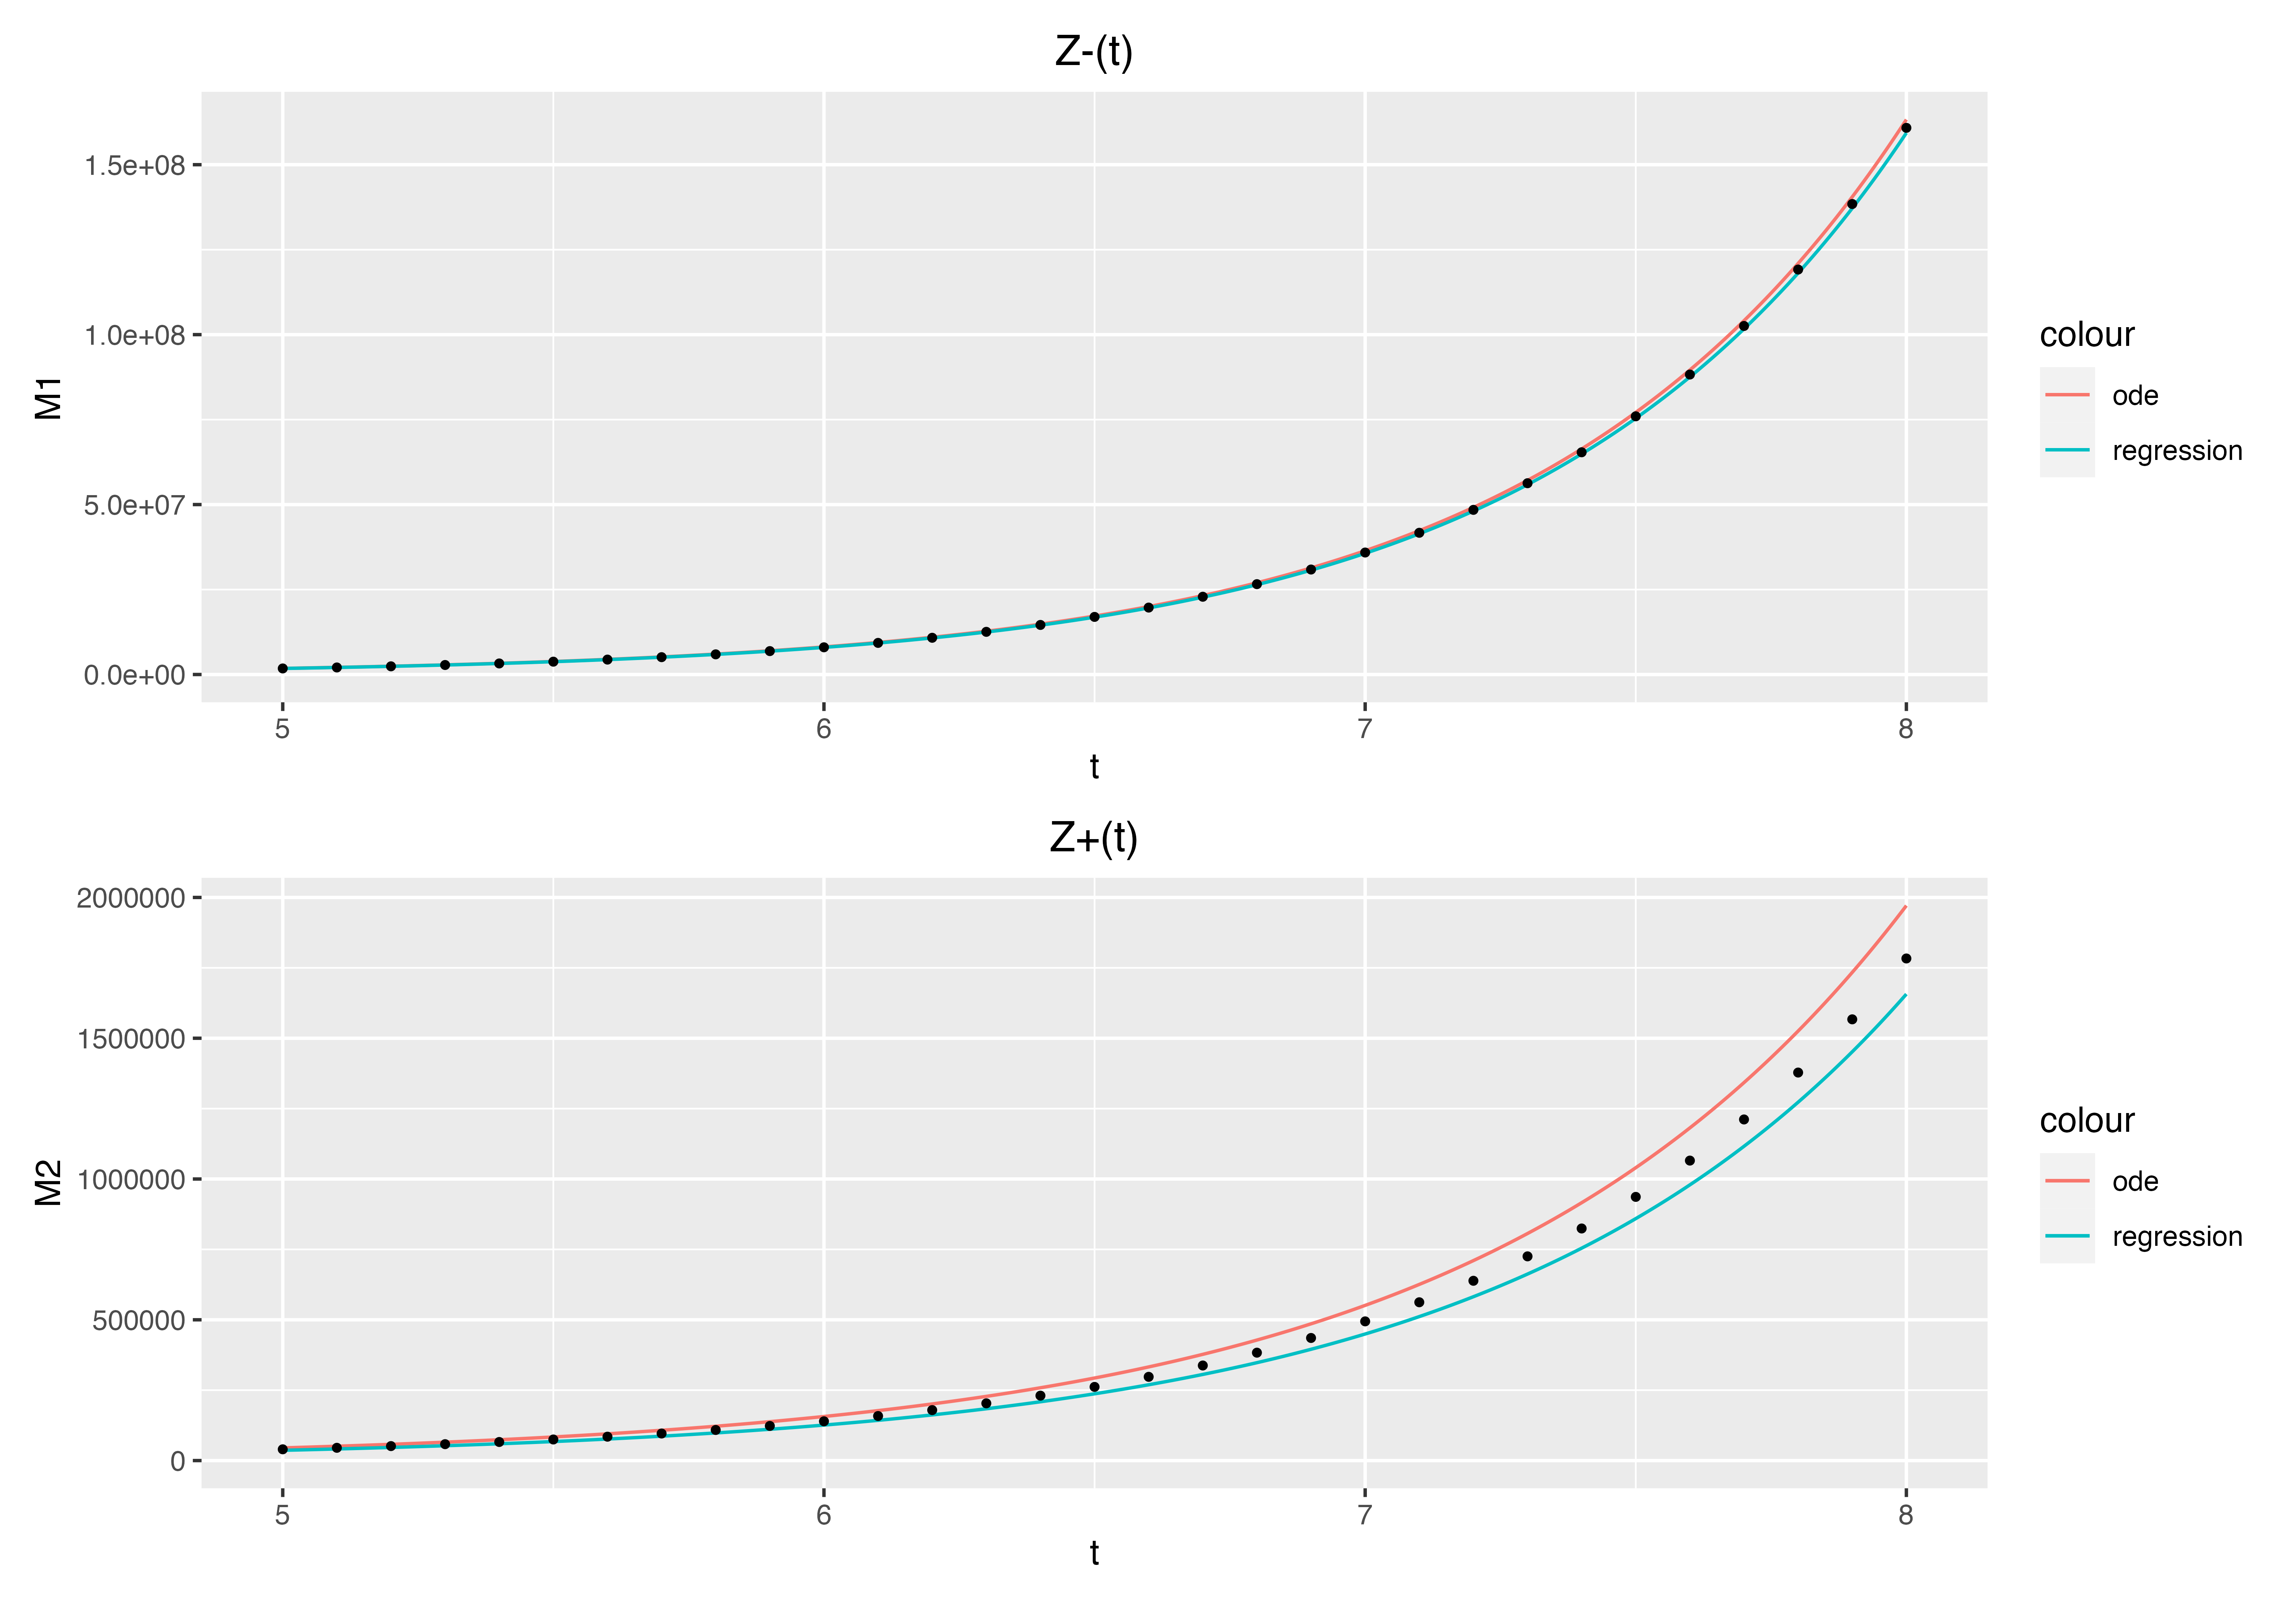 Z-(t)
M1
1.5e+08
1.0e+08
5.0e+07
0.0e+00
5 6 7 8
t
colour
ode
regression
Z+(t)
M2
2000000
1500000
1000000
500000
0
5 6 7 8
t
colour
ode
regression